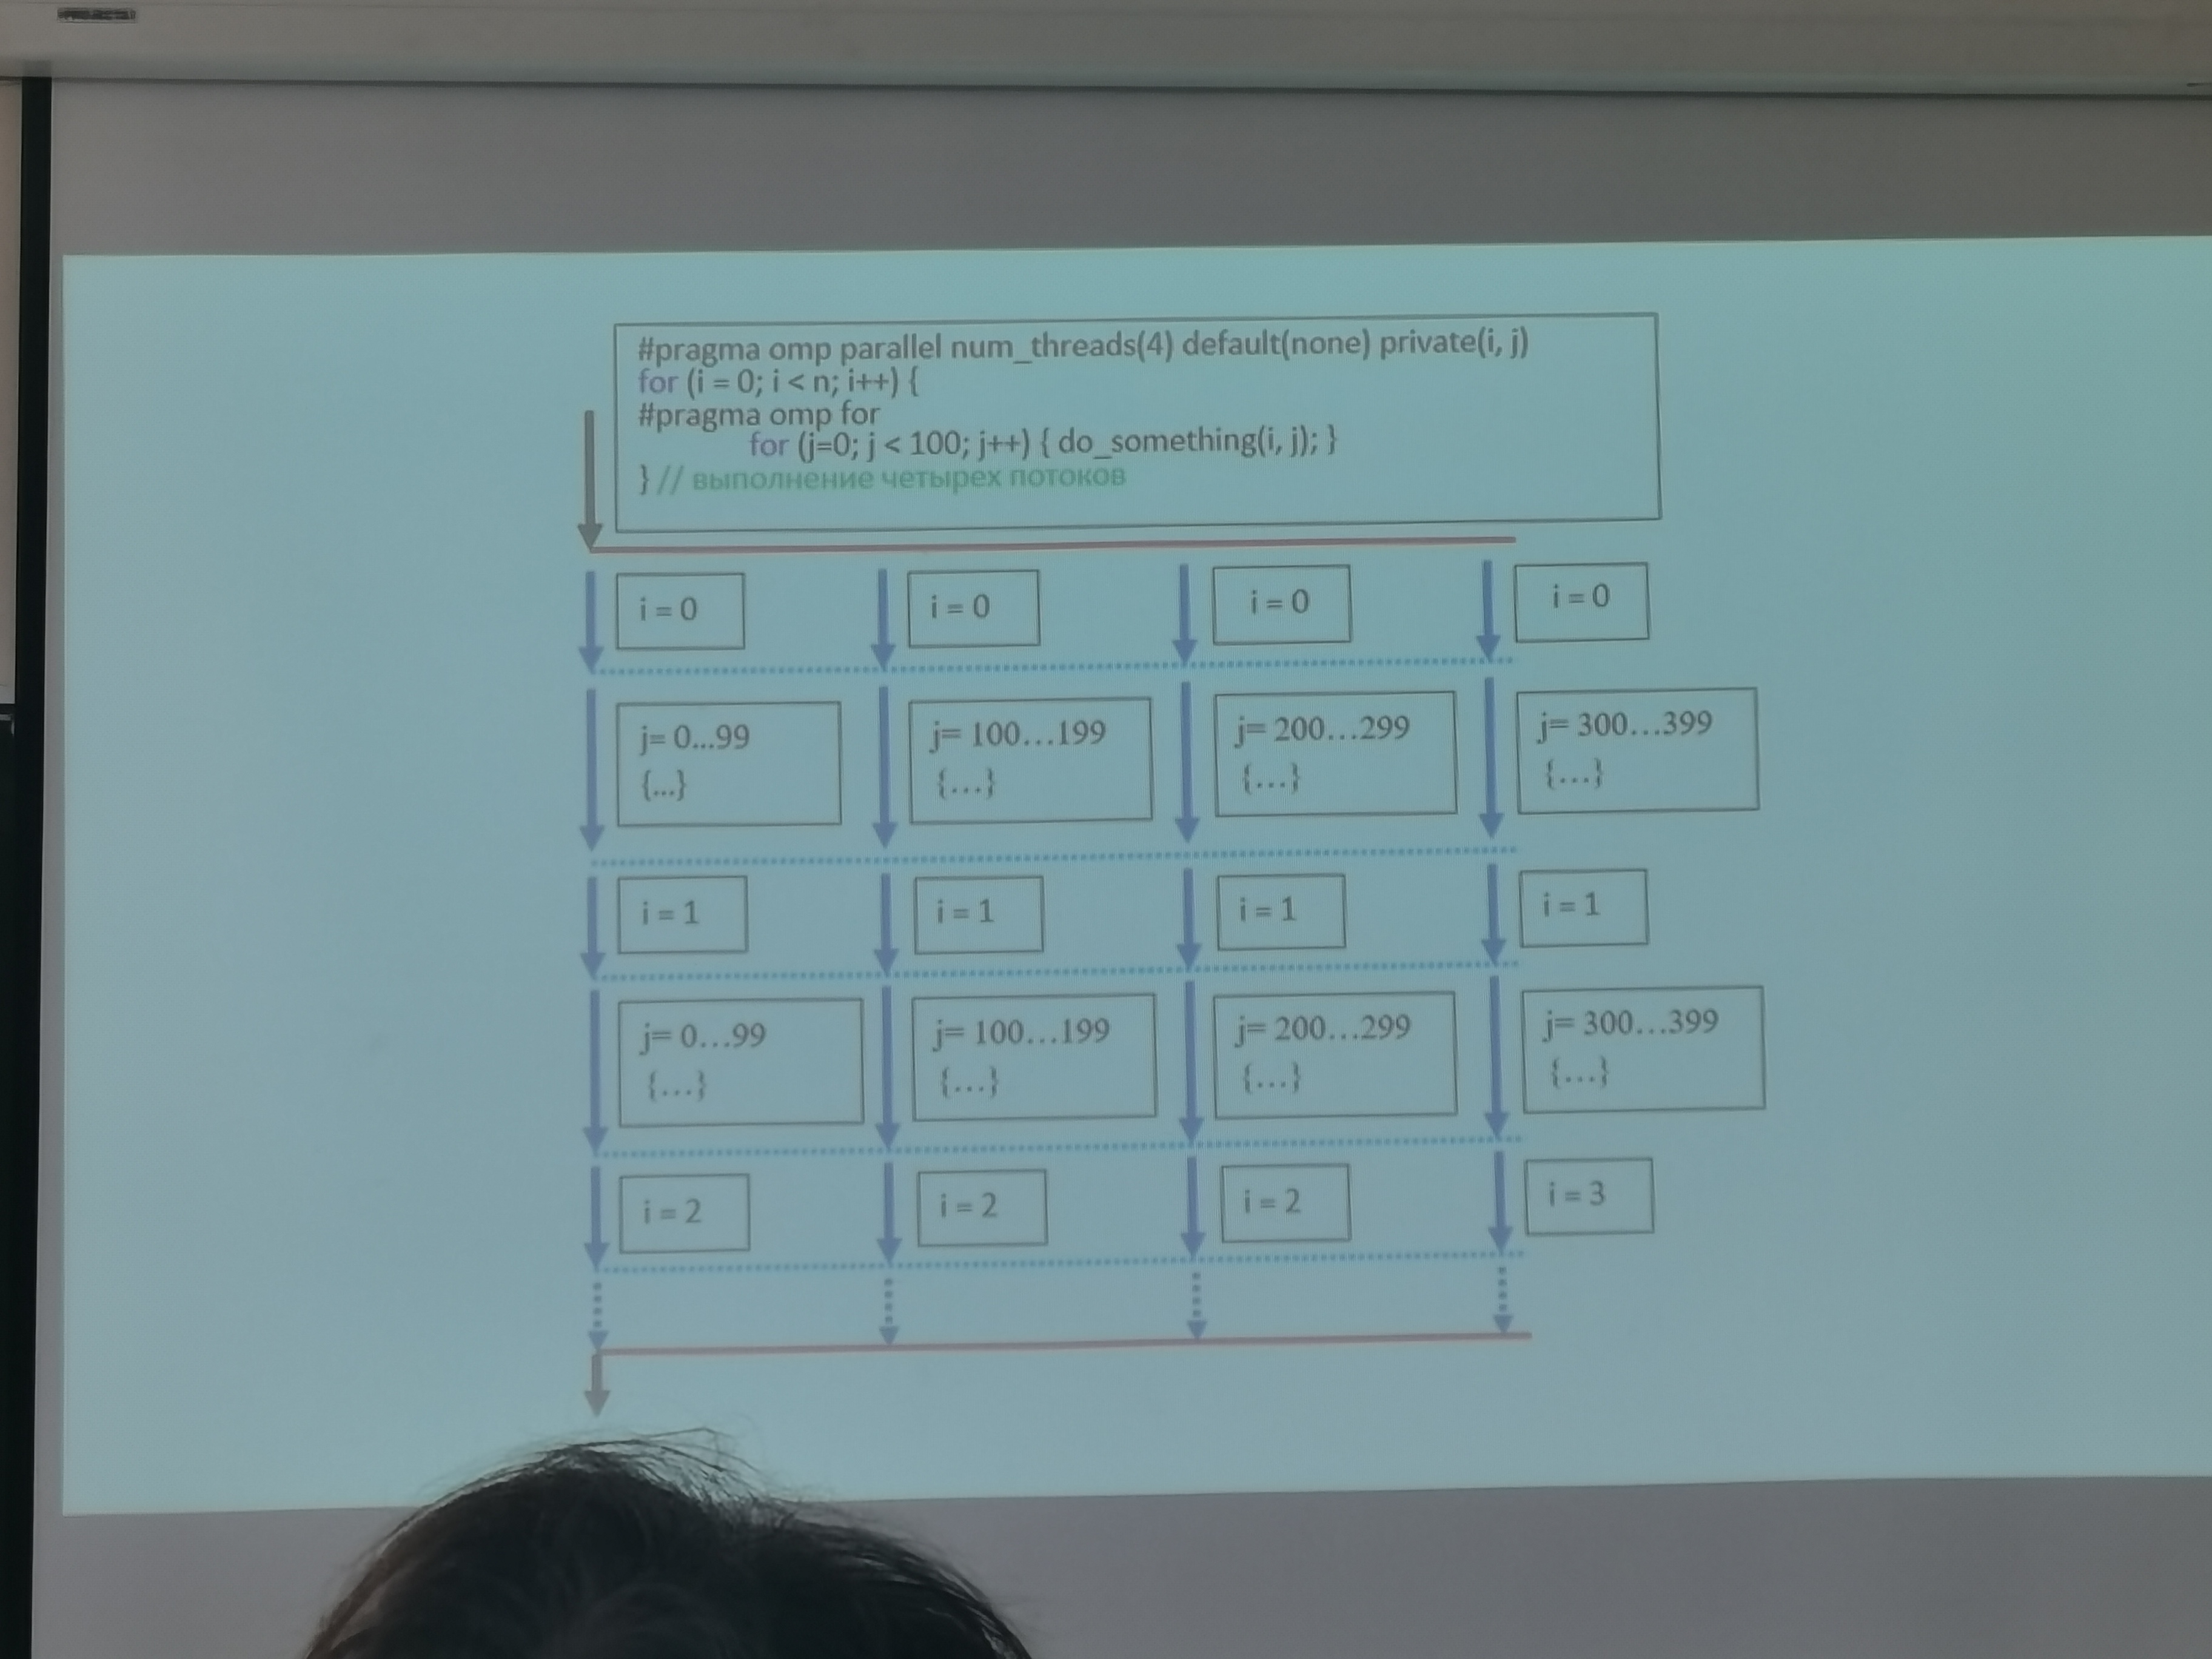 #pragma omp parallel num_threads(4) default(none) private(i, j)
for (i = 0; i < n; i++) {
#pragma omp for
for (j=0; j < 100; j++) { do_something(i, j); }
} // выполнение четырех потоков
i = 0
i = 0
i = 0
i = 0
j= 0...99
{...}
j= 100...199
{...}
j= 200...299
{...}
j= 300...399
{...}
i = 1
i = 1
i = 1
i = 1
j= 0...99
{...}
j= 100...199
{...}
j= 200...299
{...}
j= 300...399
{...}
i = 2
i = 2
i = 2
i = 3